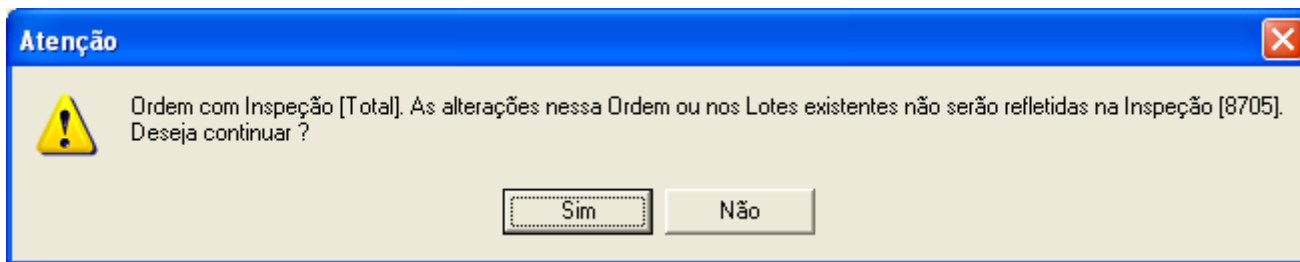 Atenção
Ordem com Inspeção [Total]. As alterações nessa Ordem ou nos Lotes existentes não serão refletidas na Inspeção [8705].
Deseja continuar ?
Sim
Não